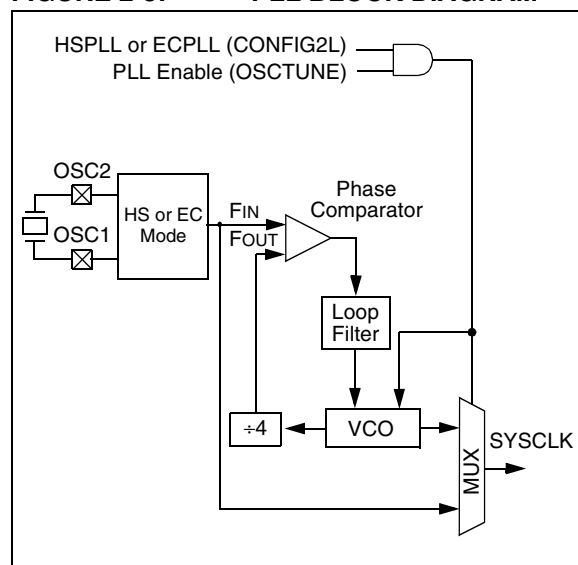 HSPLL or ECPLL (CONFIG2L)
PLL Enable (OSCTUNE)
OSC2
OSC1
HS or EC
Mode
FIN
FOUT
Phase
Comparator
Loop
Filter
÷4
VCO
MUX
SYSCLK